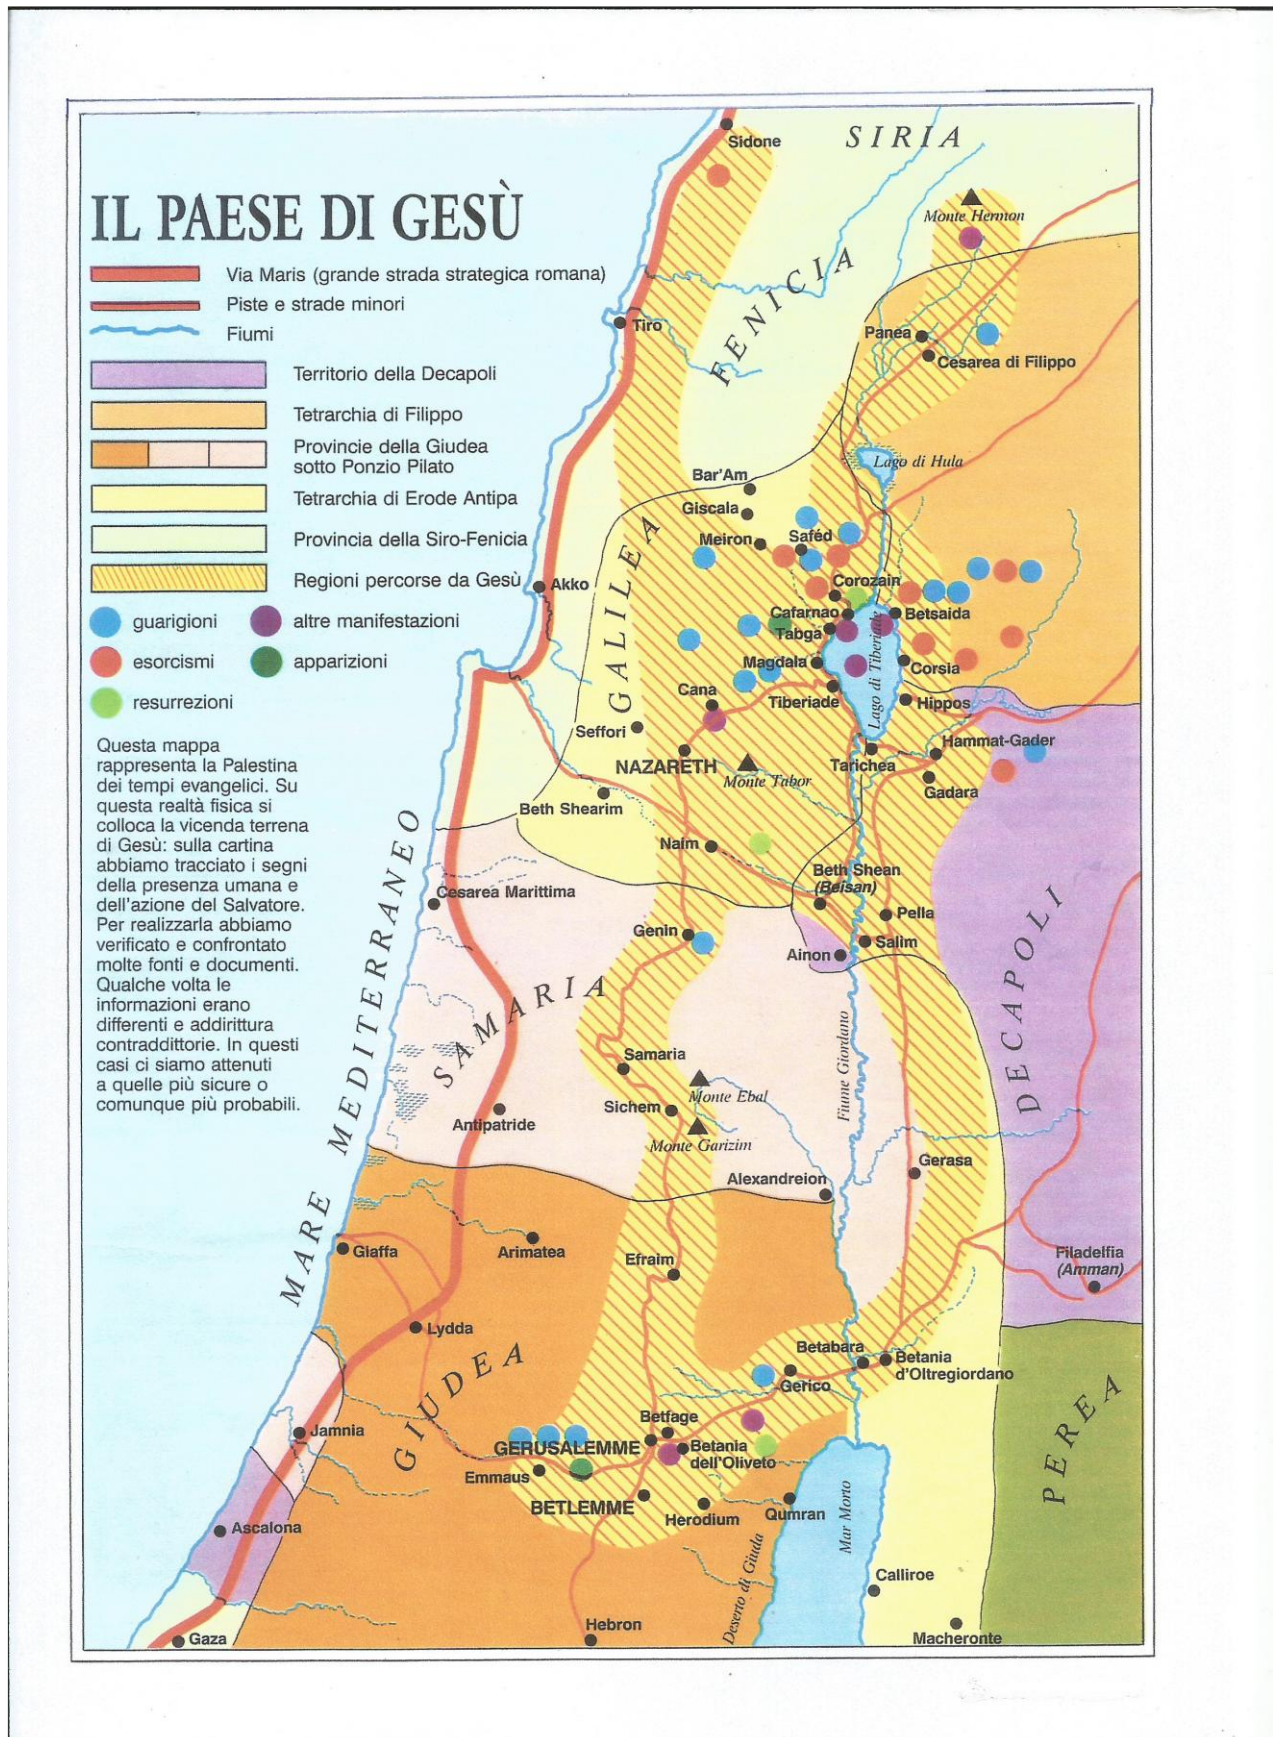 IL PAESE DI GESÙ
Via Maris (grande strada strategica romana)
Piste e strade minori
Fiumi
Territorio della Decapoli
Tetrarchia di Filippo
Provincie della Giudea
sotto Ponzio Pilato
Tetrarchia di Erode Antipa
Provincia della Siro-Fenicia
Regioni percorse da Gesù
guarigioni
altre manifestazioni
esorcismi
apparizioni
resurrezioni
Questa mappa
rappresenta la Palestina
dei tempi evangelici. Su
questa realtà fisica si
colloca la vicenda terrena
di Gesù: sulla cartina
abbiamo tracciato i segni
della presenza umana e
dell'azione del Salvatore.
Per realizzarla abbiamo
verificato e confrontato
molte fonti e documenti.
Qualche volta le
informazioni erano
differenti e addirittura
contraddittorie. In questi
casi ci siamo attenuti
a quelle più sicure o
comunque più probabili.
Sidone
SIRIA
Monte Hermon
FENICIA
Tiro
Panea
Cesarea di Filippo
Lago di Hula
Bar'Am
Giscala
Meiron
Saféd
GALILEA
Akko
Corozain
Cafarnao
Betsaida
Tabga
Magdala
Corsia
Lago di Tiberiade
Cana
Tiberiade
Hippos
Seffori
Hammat-Gader
NAZARETH
Tarichea
Monte Tabor
Gadara
Beth Shearim
Naim
Beth Shean
(Beisan)
Cesarea Marittima
Pella
Genin
Salim
Ainon
DECAPOLI
MARE MEDITERRANEO
SAMARIA
Fiume Giordano
Samaria
Monte Ebal
Sichem
Antipatride
Monte Garizim
Gerasa
Alexandreion
Giaffa
Arimatea
Filadelfia
(Amman)
Efraim
Lydda
GIUDEA
Betabara
Betania
d'Oltregiordano
Gerico
PEREA
Jamnia
Betfage
GERUSALEMME
Betania
dell'Oliveto
Emmaus
BETLEMME
Herodium
Qumran
Mar Morto
Ascalona
Deserto di Giuda
Calliroe
Hebron
Gaza
Macheronte